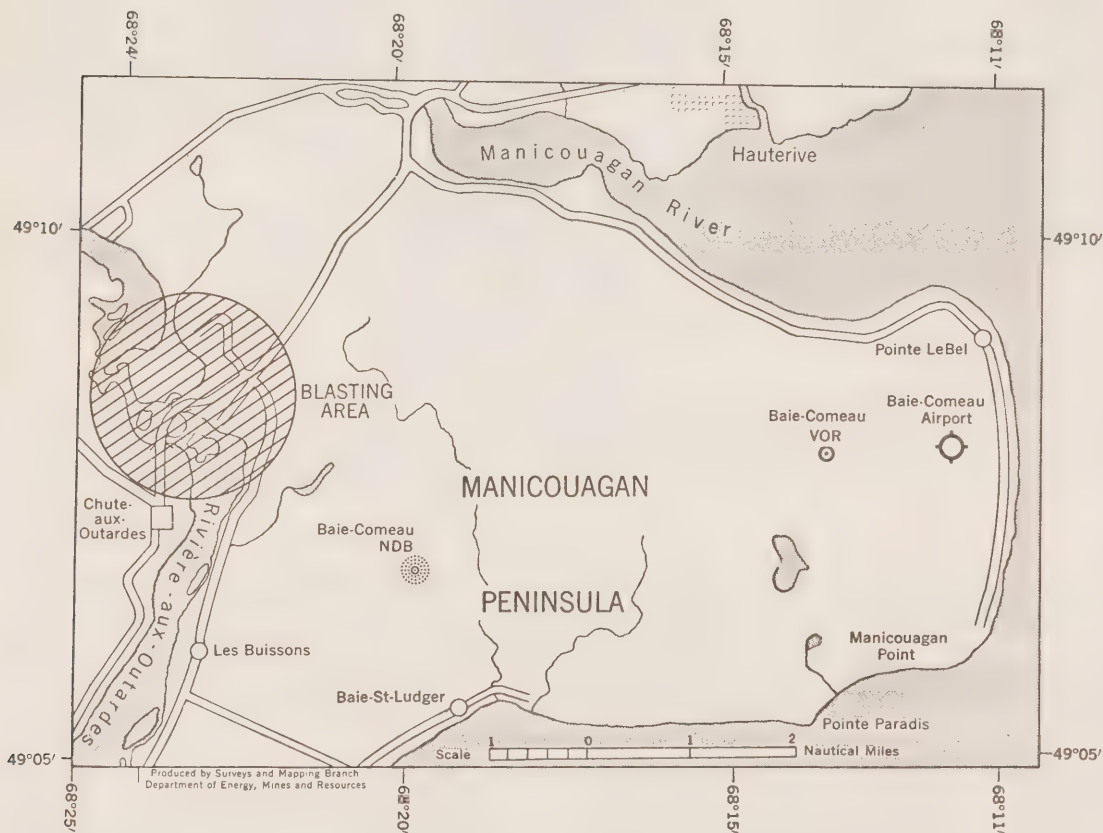 68°24'
68°20'
68°15'
68°11'
Manicouagan River
Hauterive
49°10'
49°10'
Pointe LeBel
BLASTING
AREA
Baie-Comeau
VOR
Baie-Comeau
Airport
MANICOUAGAN
Chute-
aux-
Outardes
Rivière-aux-Outardes
Baie-Comeau
NDB
PENINSULA
Les Buissons
Manicouagan
Point
Baie-St-Ludger
Pointe Paradis
Scale
1
0
1
2
Nautical Miles
49°05'
49°05'
Produced by Surveys and Mapping Branch
Department of Energy, Mines and Resources
68°25'
68°20'
68°15'
68°11'